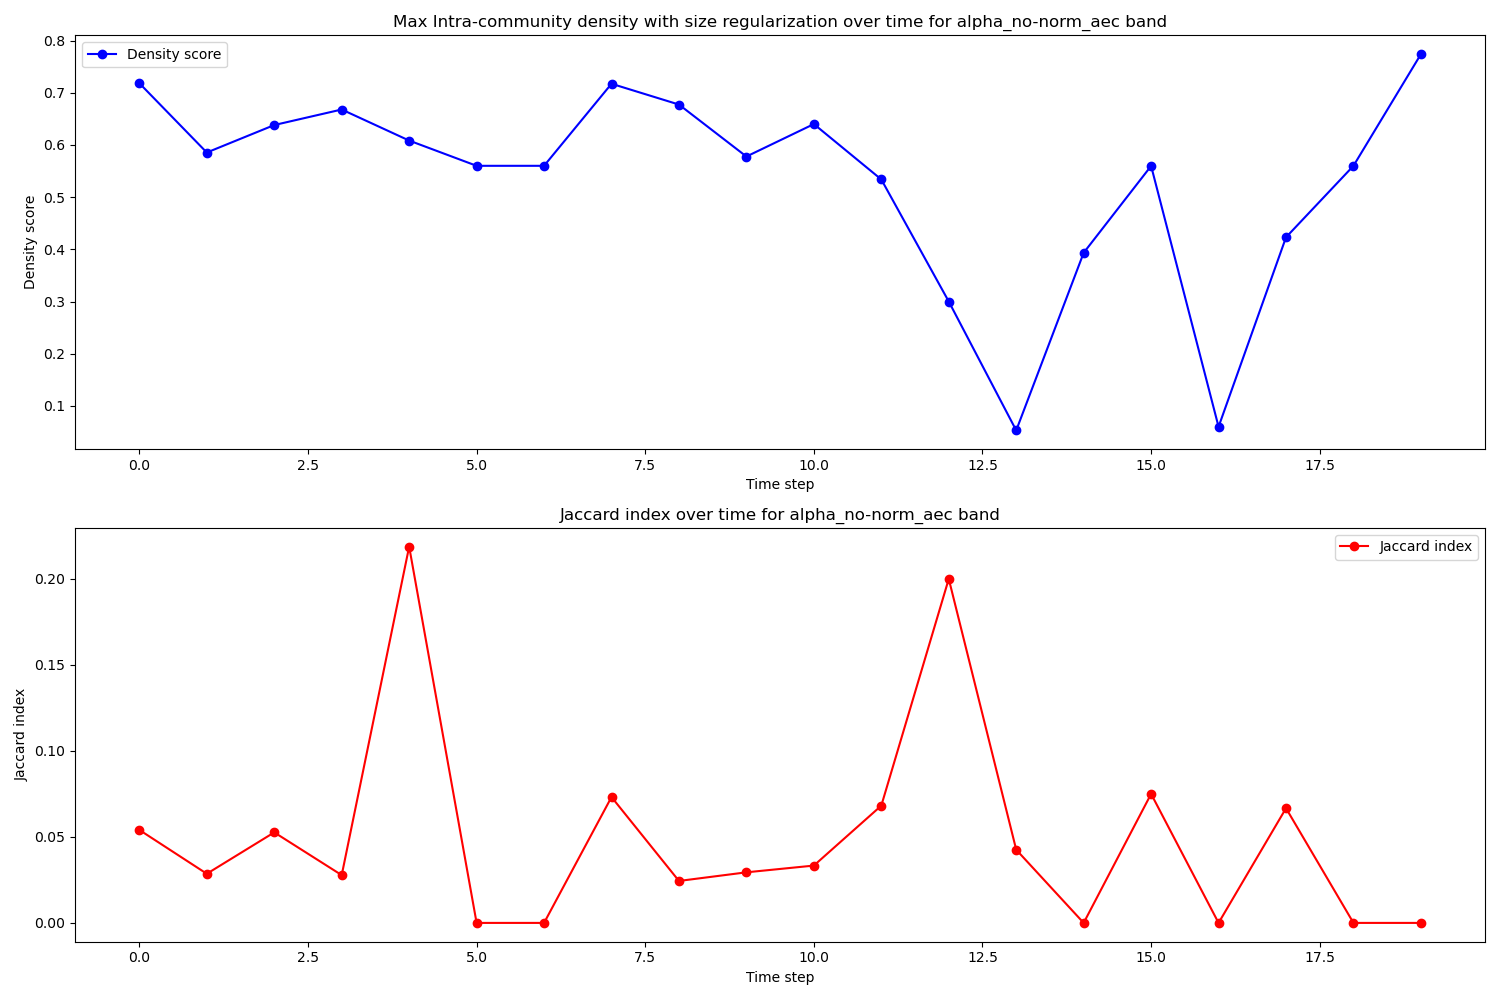 Max Intra-community density with size regularization over time for alpha_no-norm_aec band
Density score
0.8
0.7
0.6
0.5
0.4
0.3
0.2
0.1
Density score
0.0 2.5 5.0 7.5 10.0 12.5 15.0 17.5
Time step
Jaccard index over time for alpha_no-norm_aec band
Jaccard index
0.20
0.15
0.10
0.05
0.00
Jaccard index
0.0 2.5 5.0 7.5 10.0 12.5 15.0 17.5
Time step